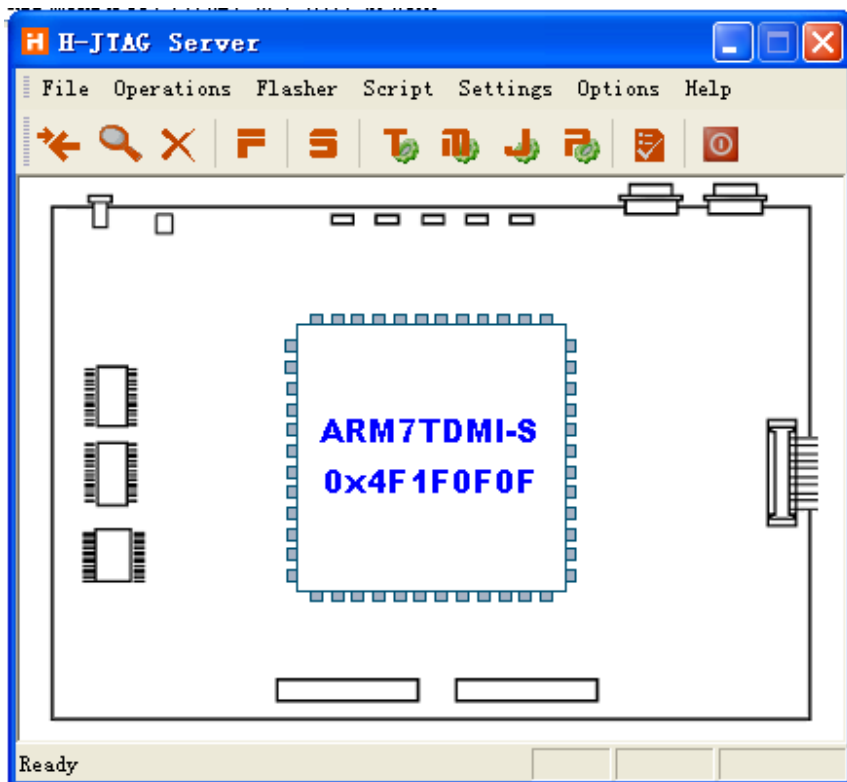 H-JTAG Server
File Operations Flasher Script Settings Options Help
ARM7TDMI-S
0x4F1F0F0F
Ready